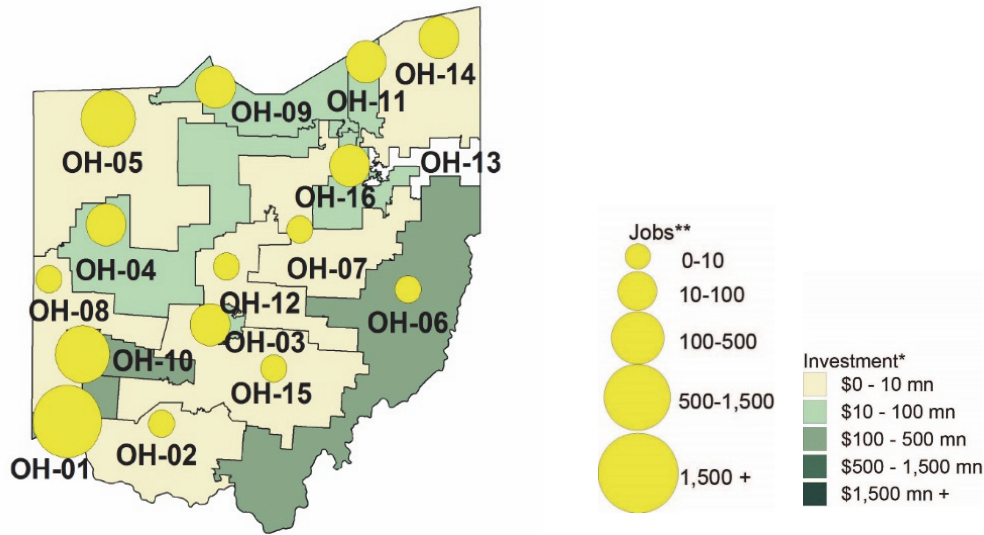 OH-14
OH-11
OH-09
OH-05
OH-13
OH-16
OH-04
OH-07
OH-08
OH-12
OH-06
OH-03
OH-10
OH-15
OH-02
OH-01
Jobs**
0-10
10-100
100-500
500-1,500
1,500 +
Investment*
$0 - 10 mn
$10 - 100 mn
$100 - 500 mn
$500 - 1,500 mn
$1,500 mn +